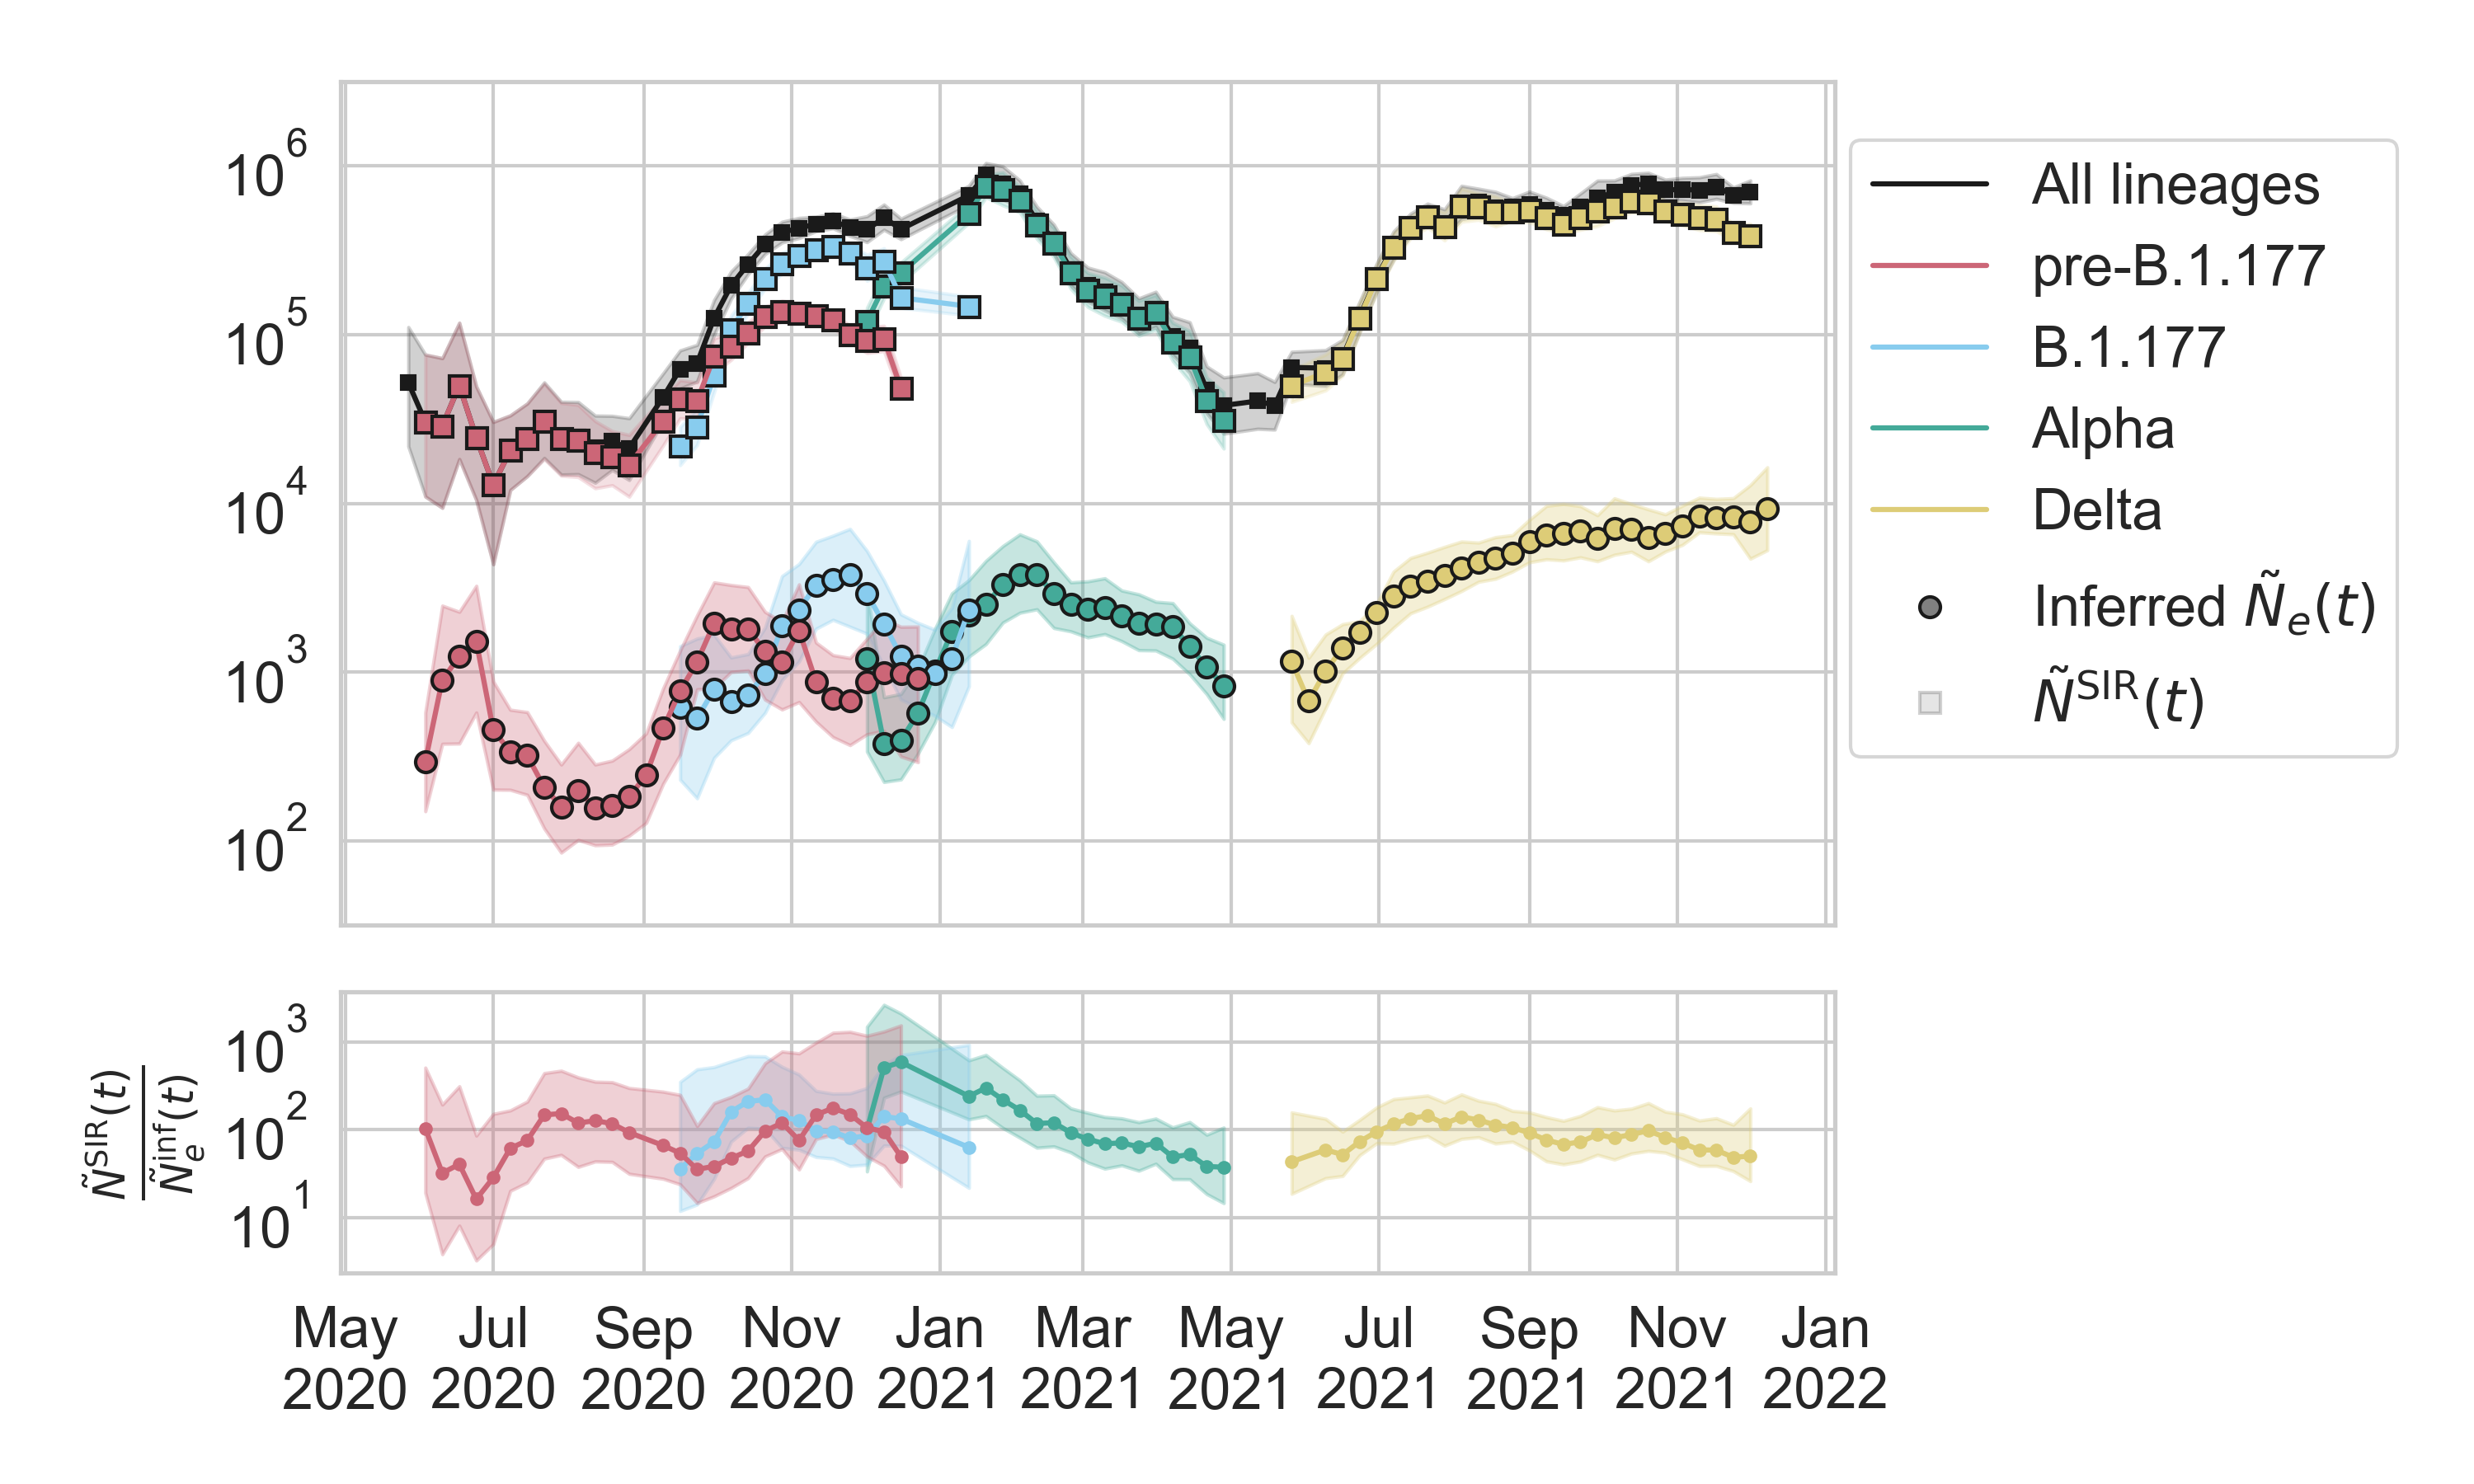 10^6
10^5
10^4
10^3
10^2
All lineages
pre-B.1.177
B.1.177
Alpha
Delta
Inferred Ñ_e(t)
Ñ^SIR(t)
Ñ^SIR(t)
Ñ_e^inf(t)
10^3
10^2
10^1
May Jul Sep Nov Jan Mar May Jul Sep Nov Jan
2020 2020 2020 2020 2021 2021 2021 2021 2021 2021 2022